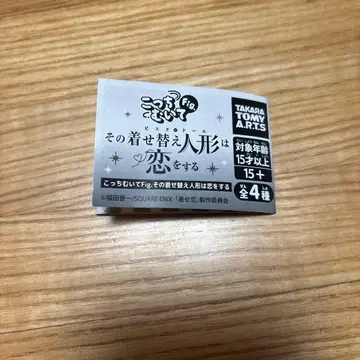 こっち
むいて
Fig.
ビスク・ドール
その着せ替え人形は
恋をする
こっちむいてFig.その着せ替え人形は恋をする
©福田晋一/SQUARE ENIX・「着せ恋」製作委員会
TAKARA
TOMY
A.R.T.S
対象年齢
15才以上
15+
全4種